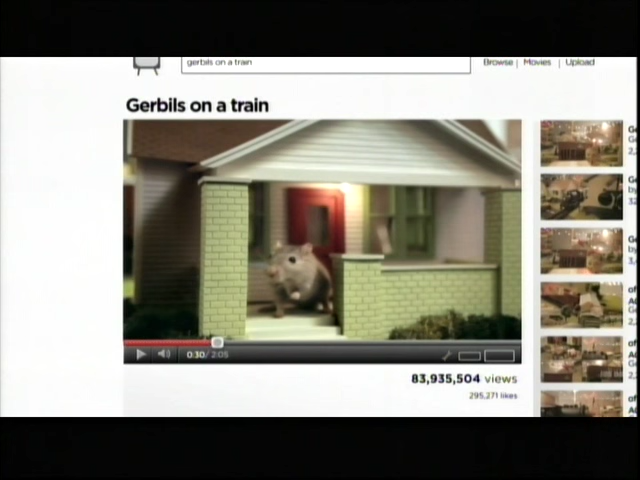 gerbils on a train
Browse | Movies | Upload
Gerbils on a train
0:30 / 2:05
83,935,504 views
295,271 likes